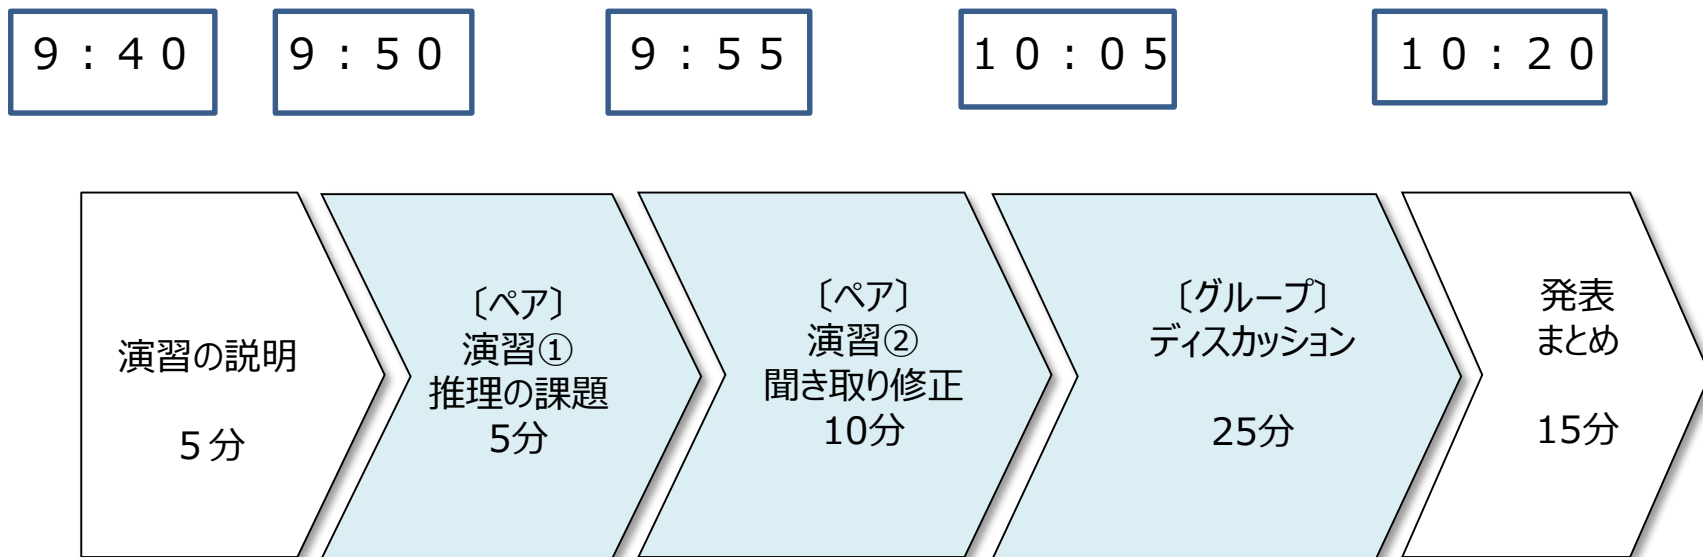 ９：４０
９：５０
９：５５
１０：０５
１０：２０
演習の説明
５分
〔ペア〕
演習①
推理の課題
5分
〔ペア〕
演習②
聞き取り修正
10分
〔グループ〕
ディスカッション
25分
発表
まとめ
15分